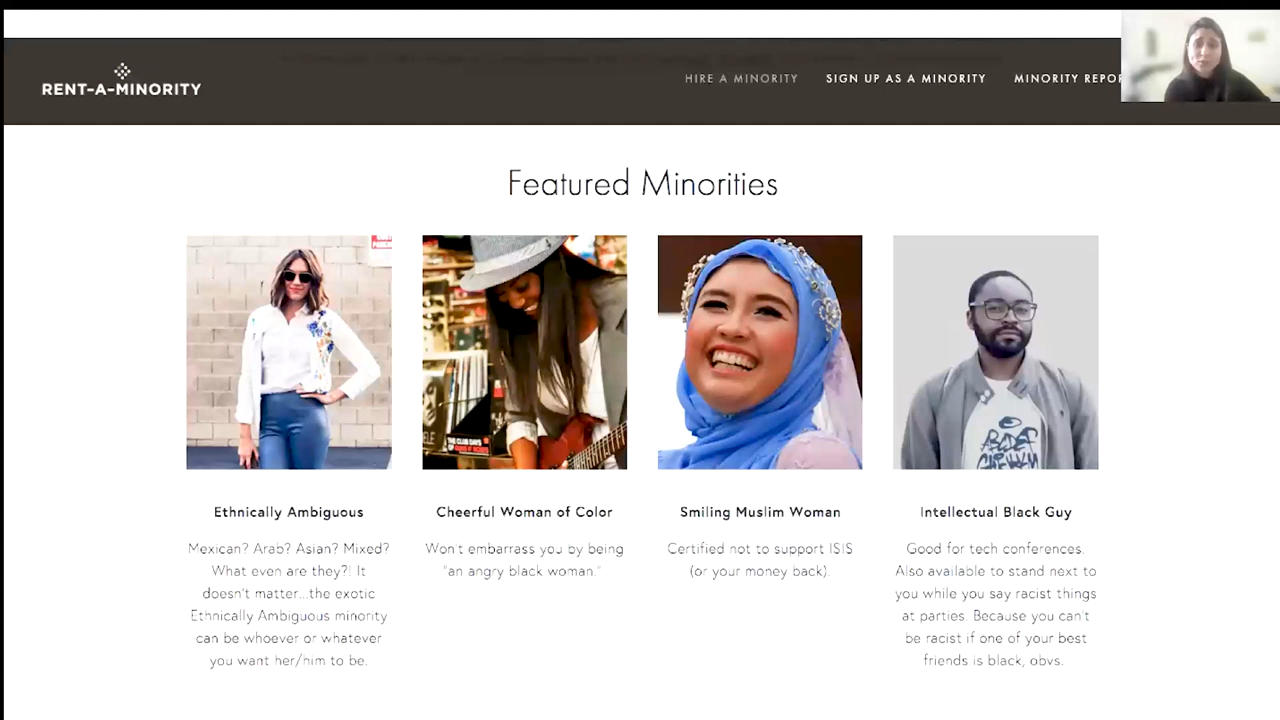 RENT-A-MINORITY
HIRE A MINORITY
SIGN UP AS A MINORITY
MINORITY REPOR
Featured Minorities
THE CLUB DAYS
Ethnically Ambiguous
Mexican? Arab? Asian? Mixed?
What even are they?! It
doesn't matter...the exotic
Ethnically Ambiguous minority
can be whoever or whatever
you want her/him to be.
Cheerful Woman of Color
Won't embarrass you by being
"an angry black woman."
Smiling Muslim Woman
Certified not to support ISIS
(or your money back).
Intellectual Black Guy
Good for tech conferences.
Also available to stand next to
you while you say racist things
at parties. Because you can't
be racist if one of your best
friends is black, obvs.